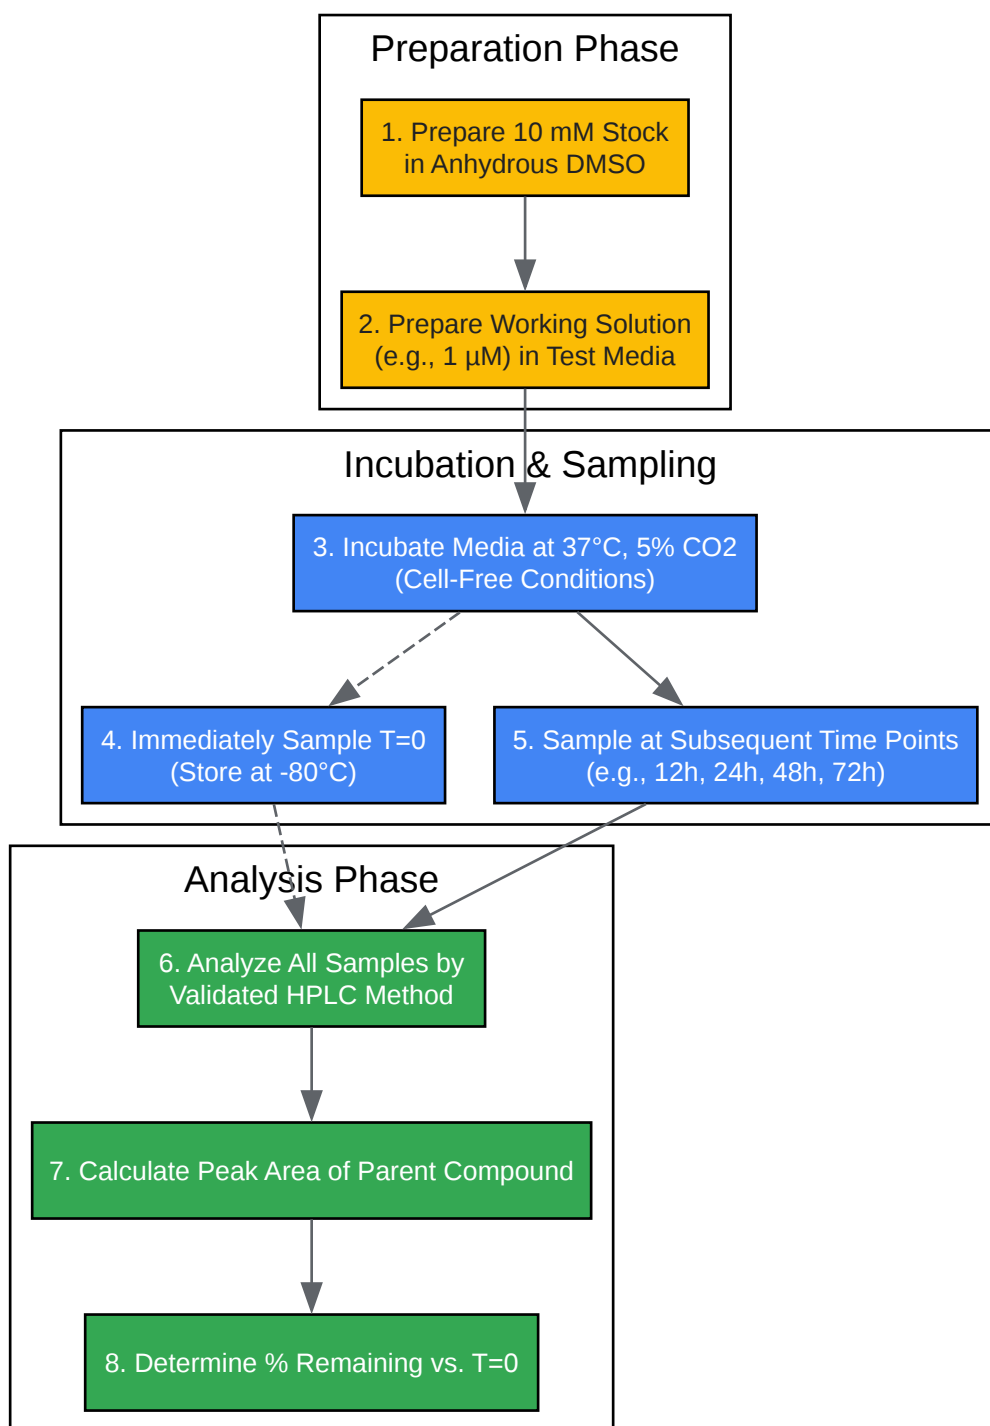 Preparation Phase
1. Prepare 10 mM Stock
in Anhydrous DMSO
2. Prepare Working Solution
(e.g., 1 µM) in Test Media
Incubation & Sampling
3. Incubate Media at 37°C, 5% CO2
(Cell-Free Conditions)
4. Immediately Sample T=0
(Store at -80°C)
5. Sample at Subsequent Time Points
(e.g., 12h, 24h, 48h, 72h)
Analysis Phase
6. Analyze All Samples by
Validated HPLC Method
7. Calculate Peak Area of Parent Compound
8. Determine % Remaining vs. T=0